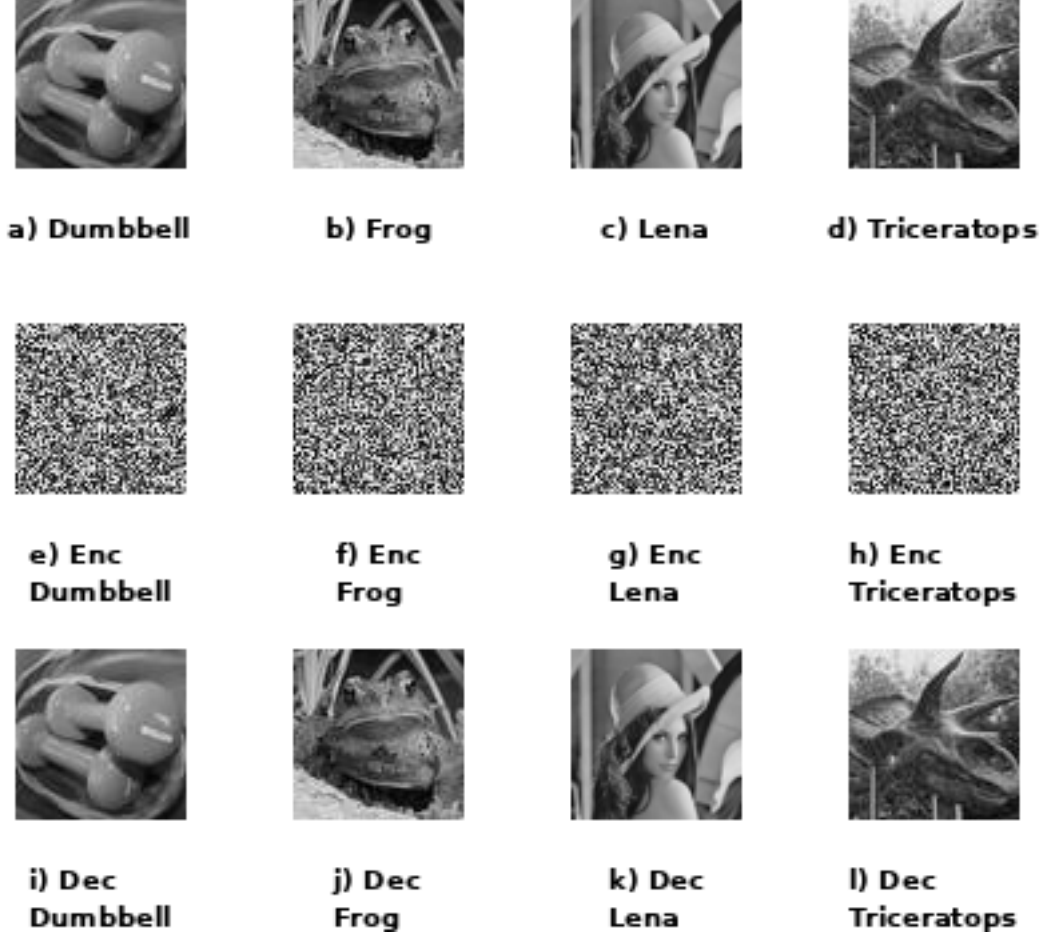 a) Dumbbell
b) Frog
c) Lena
d) Triceratops
e) Enc
Dumbbell
f) Enc
Frog
g) Enc
Lena
h) Enc
Triceratops
i) Dec
Dumbbell
j) Dec
Frog
k) Dec
Lena
l) Dec
Triceratops